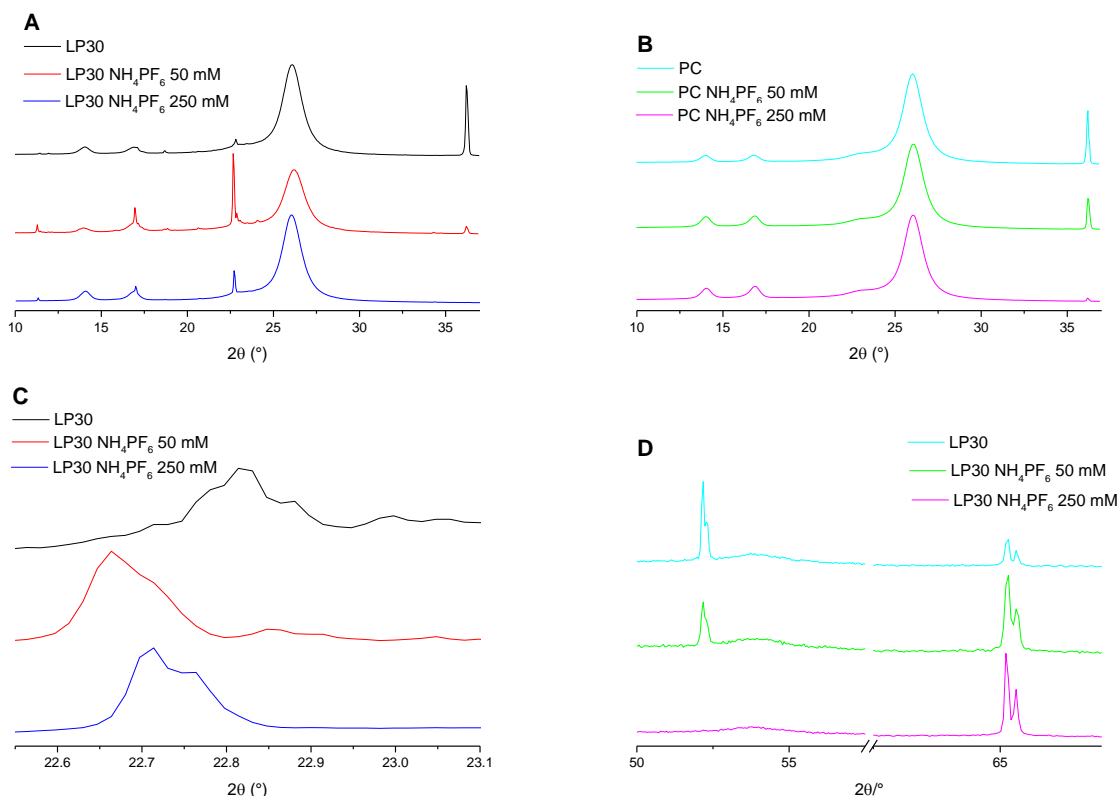 A
LP30
LP30 NH₄PF₆ 50 mM
LP30 NH₄PF₆ 250 mM
10 15 20 25 30 35
2θ (°)
B
PC
PC NH₄PF₆ 50 mM
PC NH₄PF₆ 250 mM
10 15 20 25 30 35
2θ (°)
C
LP30
LP30 NH₄PF₆ 50 mM
LP30 NH₄PF₆ 250 mM
22.6 22.7 22.8 22.9 23.0 23.1
2θ (°)
D
LP30
LP30 NH₄PF₆ 50 mM
LP30 NH₄PF₆ 250 mM
50 55 65
2θ/°